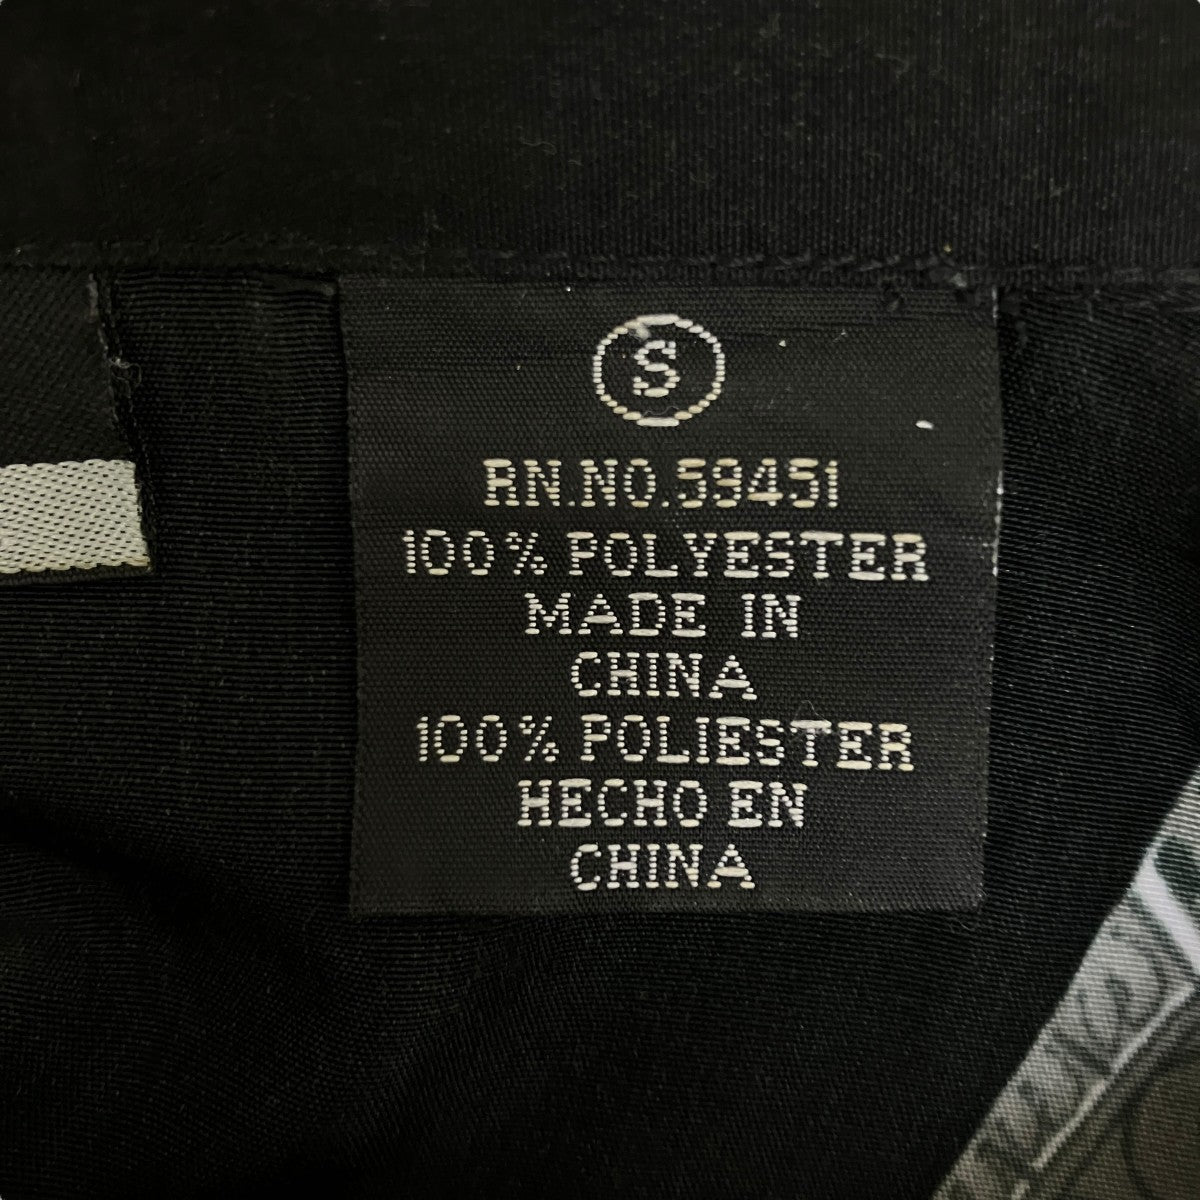 S
RN.NO.59451
100% POLYESTER
MADE IN
CHINA
100% POLIESTER
HECHO EN
CHINA